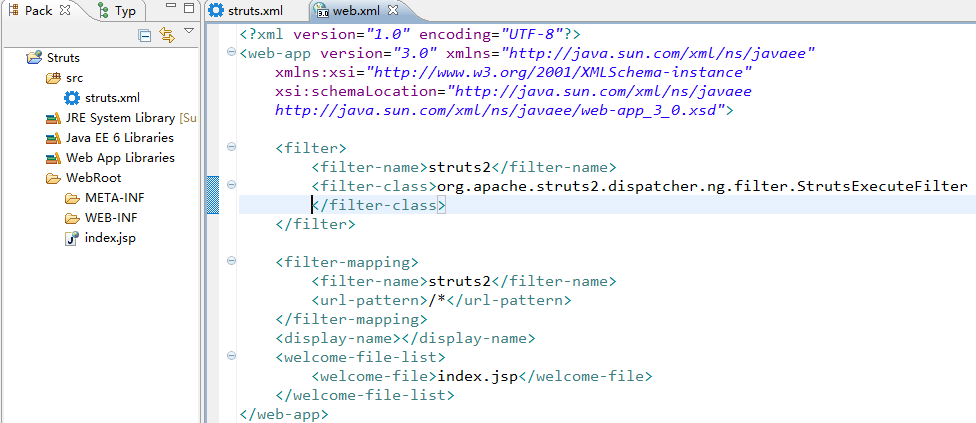 Pack
Typ
Struts
src
struts.xml
JRE System Library [Su
Java EE 6 Libraries
Web App Libraries
WebRoot
META-INF
WEB-INF
index.jsp
struts.xml
web.xml
<?xml version="1.0" encoding="UTF-8"?>
<web-app version="3.0" xmlns="http://java.sun.com/xml/ns/javaee"
xmlns:xsi="http://www.w3.org/2001/XMLSchema-instance"
xsi:schemaLocation="http://java.sun.com/xml/ns/javaee
http://java.sun.com/xml/ns/javaee/web-app_3_0.xsd">
<filter>
<filter-name>struts2</filter-name>
<filter-class>org.apache.struts2.dispatcher.ng.filter.StrutsExecuteFilter
</filter-class>
</filter>
<filter-mapping>
<filter-name>struts2</filter-name>
<url-pattern>/*</url-pattern>
</filter-mapping>
<display-name></display-name>
<welcome-file-list>
<welcome-file>index.jsp</welcome-file>
</welcome-file-list>
</web-app>